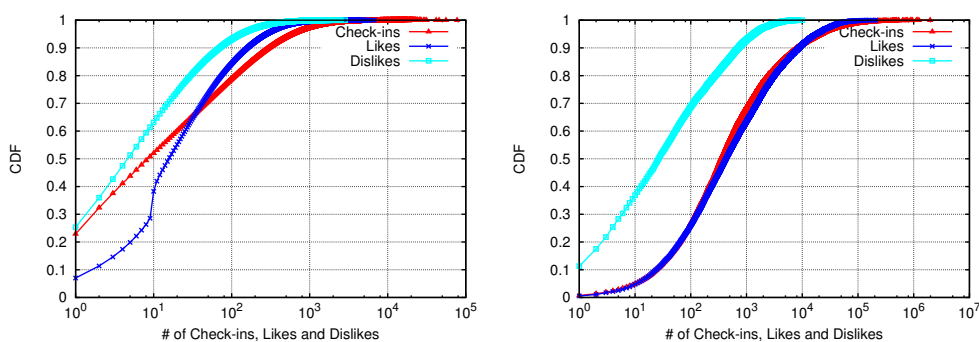 1
0.9
0.8
0.7
0.6
0.5
0.4
0.3
0.2
0.1
0
CDF
10^0 10^1 10^2 10^3 10^4 10^5
# of Check-ins, Likes and Dislikes
Check-ins
Likes
Dislikes
1
0.9
0.8
0.7
0.6
0.5
0.4
0.3
0.2
0.1
0
CDF
10^0 10^1 10^2 10^3 10^4 10^5 10^6 10^7
# of Check-ins, Likes and Dislikes
Check-ins
Likes
Dislikes